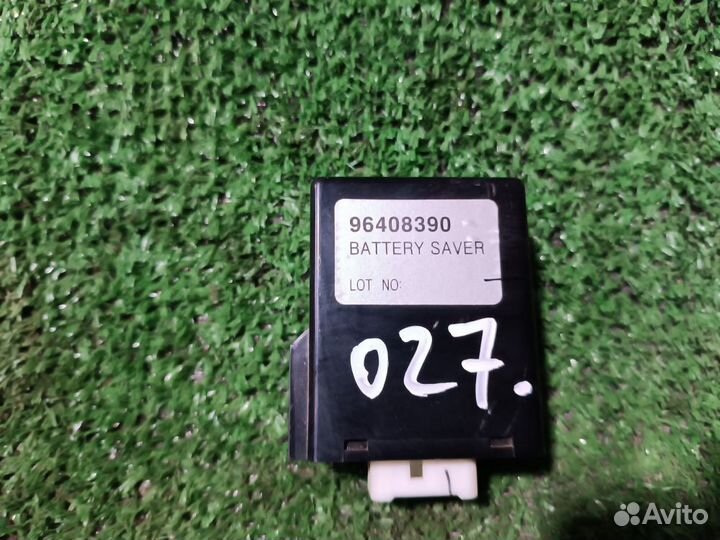 96408390
BATTERY SAVER
LOT NO:
027.
Avito